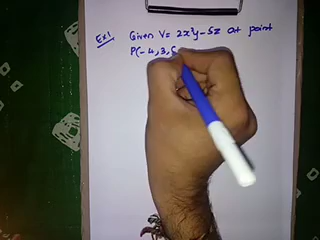 Ex1 Given V= 2x²y-5z at point
P(-4,3,